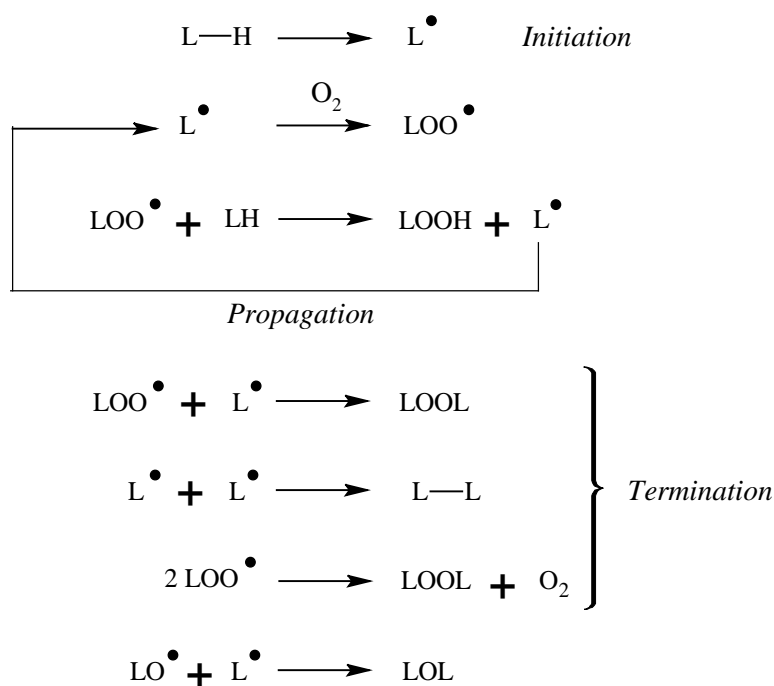 L—H → L• Initiation
L• O₂ → LOO•
LOO• + LH → LOOH + L•
Propagation
LOO• + L• → LOOL
L• + L• → L—L
Termination
2 LOO• → LOOL + O₂
LO• + L• → LOL